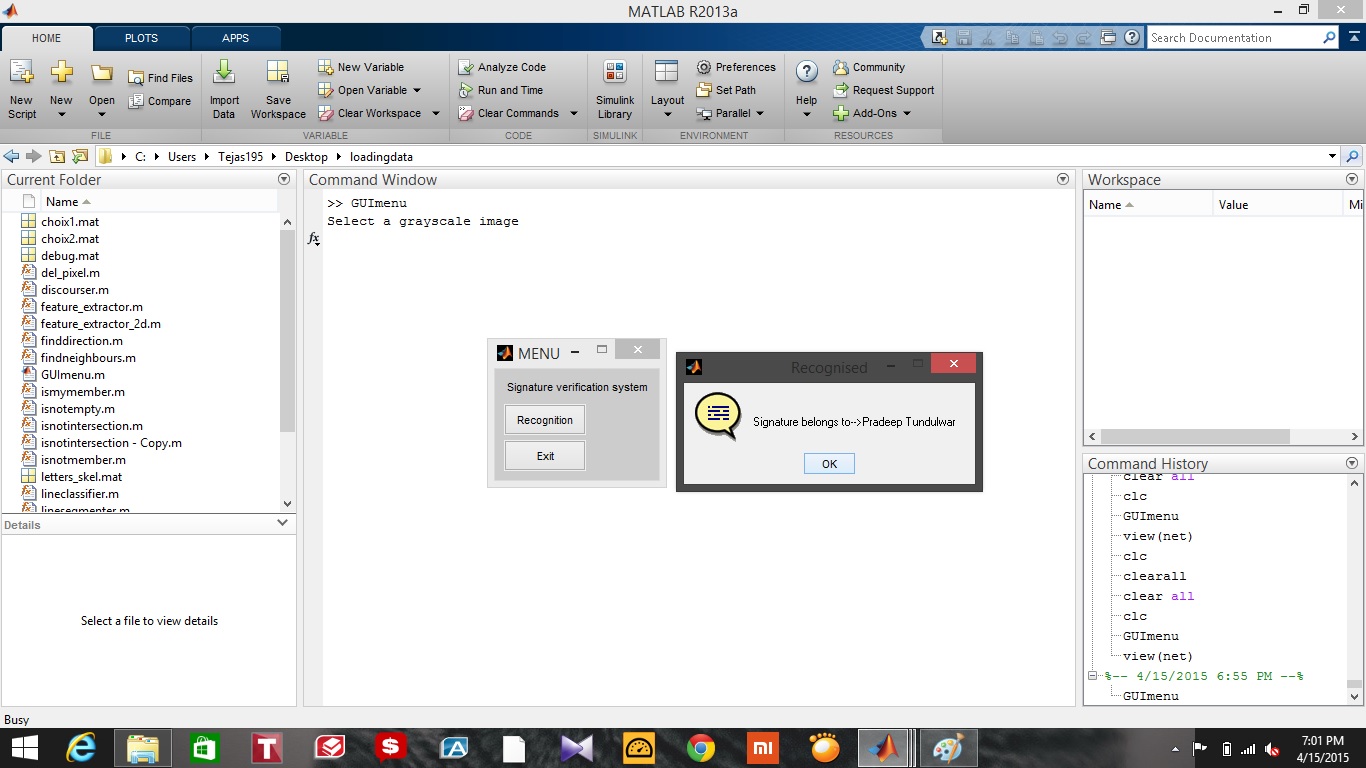 MATLAB R2013a
HOME PLOTS APPS
Search Documentation
New Script
New
Open
Find Files
Compare
Import Data
Save Workspace
New Variable
Open Variable
Clear Workspace
Analyze Code
Run and Time
Clear Commands
Simulink Library
Layout
Preferences
Set Path
Parallel
Help
Community
Request Support
Add-Ons
FILE VARIABLE CODE SIMULINK ENVIRONMENT RESOURCES
C: Users Tejas195 Desktop loadingdata
Current Folder
Name
choix1.mat
choix2.mat
debug.mat
del_pixel.m
discourser.m
feature_extractor.m
feature_extractor_2d.m
finddirection.m
findneighbours.m
GUImenu.m
ismymember.m
isnotempty.m
isnotintersection.m
isnotintersection - Copy.m
isnotmember.m
letters_skel.mat
lineclassifier.m
linesegmenter.m
Details
Select a file to view details
Command Window
>> GUImenu
Select a grayscale image
fx
MENU
Signature verification system
Recognition
Exit
Recognised
Signature belongs to-->Pradeep Tundulwar
OK
Workspace
Name Value Mi
Command History
clear all
clc
GUImenu
view(net)
clc
clearall
clear all
clc
GUImenu
view(net)
%-- 4/15/2015 6:55 PM --%
GUImenu
Busy
7:01 PM
4/15/2015